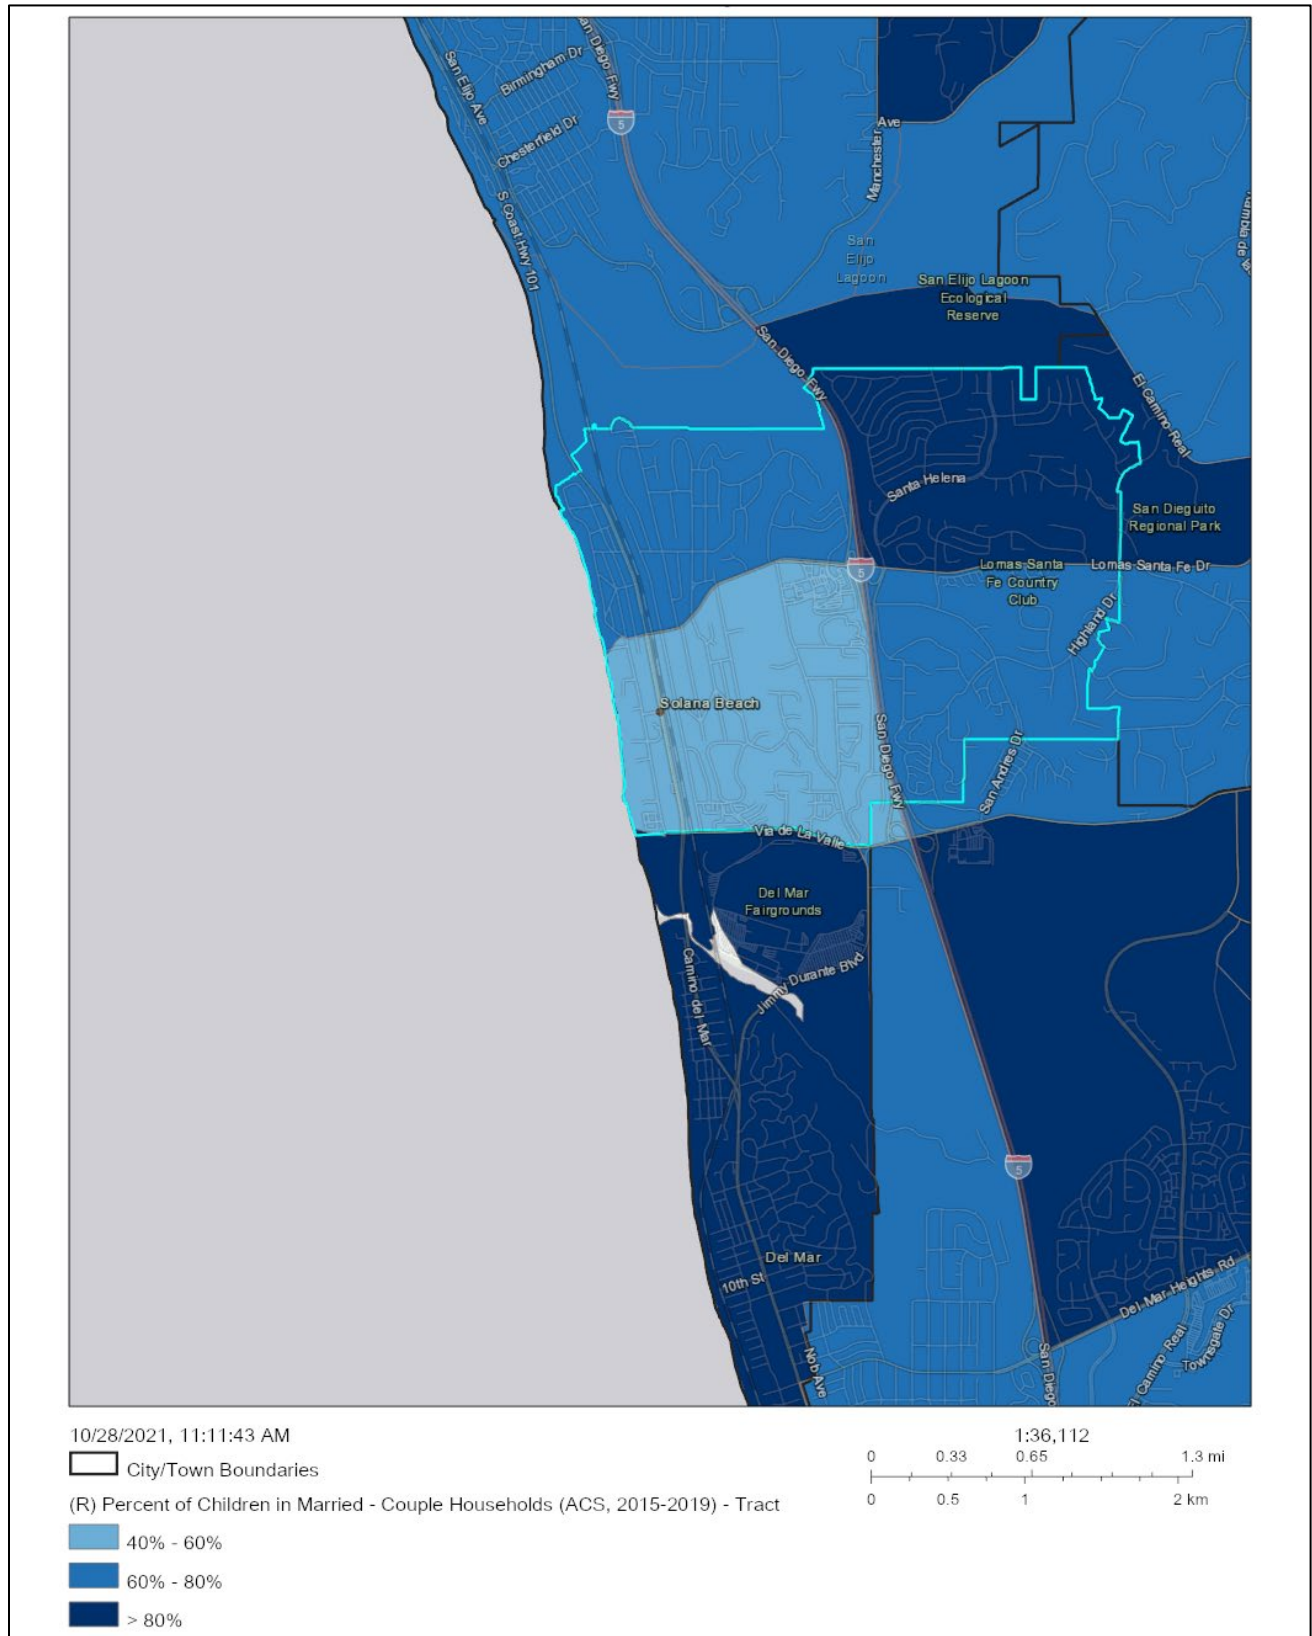 San Diego Fwy
Birmingham Dr
San Elijo Ave
5
Chesterfield Dr
Ave
Manchester
S Coast Hwy 101
San
Elijo
Lagoon
San Elijo Lagoon
Ecological
Reserve
San Diego Fwy
El Camino Real
Santa Helena
San Dieguito
Regional Park
5
Lomas Santa
Fe Country
Club
Lomas Santa Fe Dr
Highland Dr
Solana Beach
San Diego Fwy
San Andres Dr
Via de La Valle
Del Mar
Fairgrounds
Camino del Mar
Jimmy Durante Blvd
5
Del Mar
10th St
Del Mar Heights Rd
Nob Ave
San Diego
El Camino Real
Townsgate Dr
10/28/2021, 11:11:43 AM
1:36,112
0 0.33 0.65 1.3 mi
City/Town Boundaries
0 0.5 1 2 km
(R) Percent of Children in Married - Couple Households (ACS, 2015-2019) - Tract
40% - 60%
60% - 80%
> 80%